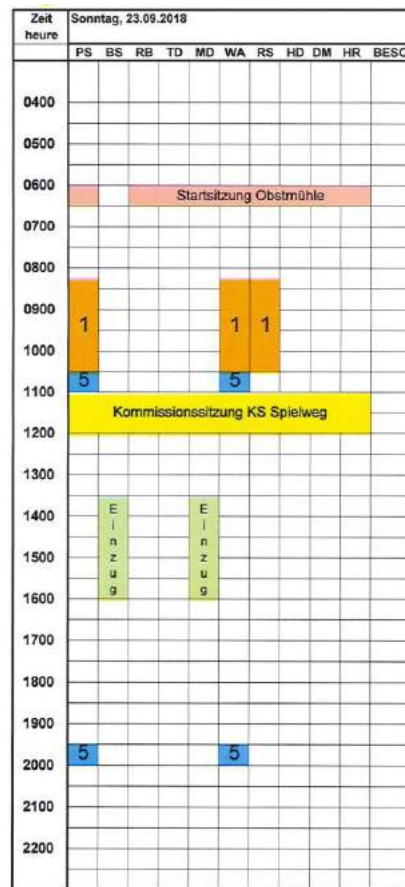 Zeit Sonntag, 23.09.2018
heure
PS BS RB TD MD WA RS HD DM HR BESC
0400
0500
0600
Startsitzung Obstmühle
0700
0800
0900
1 1 1
1000
5 5
1100
Kommissionssitzung KS Spielweg
1200
1300
1400
E E
i i
n n
1500
z z
u u
g g
1600
1700
1800
1900
5 5
2000
2100
2200